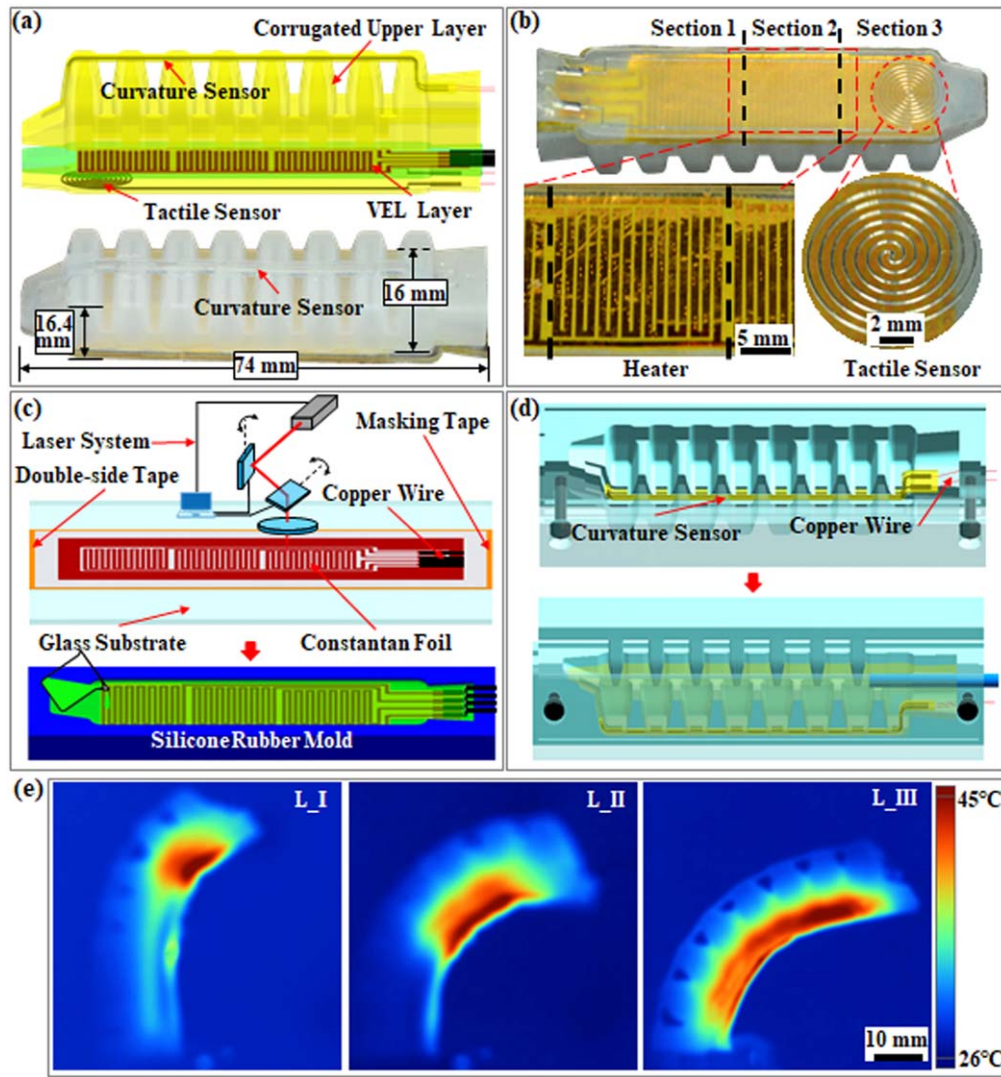 (a)
Corrugated Upper Layer
Curvature Sensor
Tactile Sensor
VEL Layer
Curvature Sensor
16 mm
16.4
mm
74 mm
(b)
Section 1
Section 2
Section 3
5 mm
2 mm
Heater
Tactile Sensor
(c)
Laser System
Masking Tape
Double-side Tape
Copper Wire
Glass Substrate
Constantan Foil
Silicone Rubber Mold
(d)
Curvature Sensor
Copper Wire
(e)
L_I
L_II
L_III
45°C
10 mm
26°C